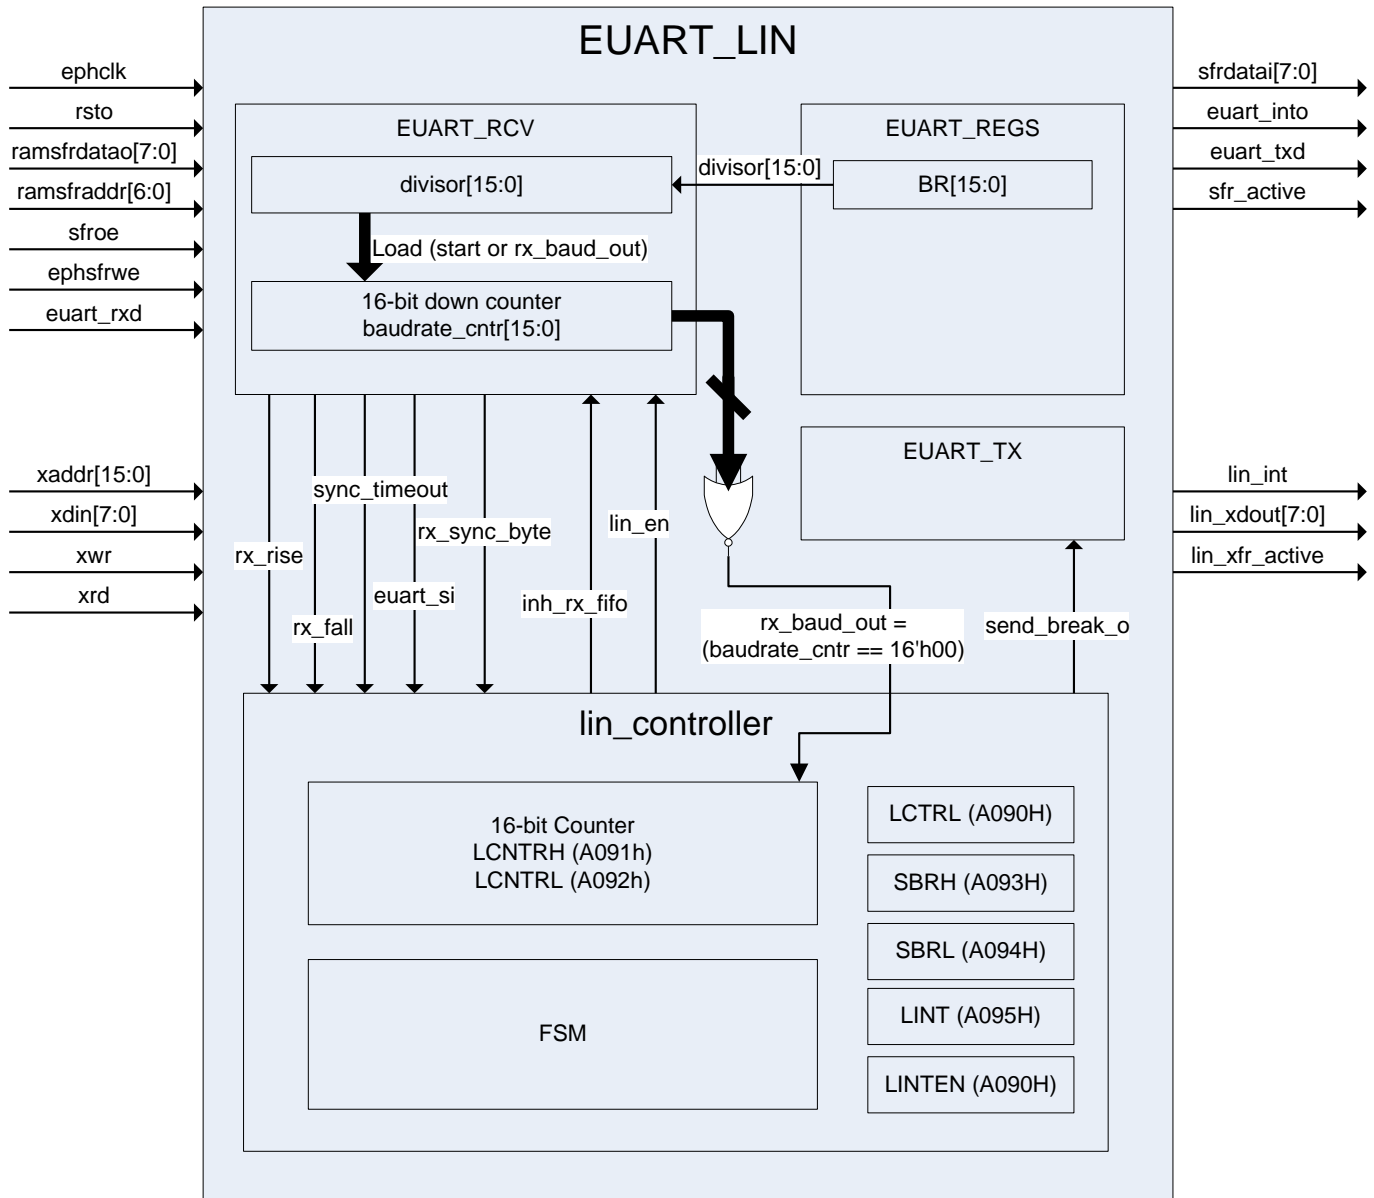 EUART_LIN
ephclk
rsto
ramsfrdatao[7:0]
ramsfraddr[6:0]
sfroe
ephsfrwe
euart_rxd
xaddr[15:0]
xdin[7:0]
xwr
xrd
EUART_RCV
divisor[15:0]
Load (start or rx_baud_out)
16-bit down counter
baudrate_cntr[15:0]
divisor[15:0]
EUART_REGS
BR[15:0]
EUART_TX
sfrdatai[7:0]
euart_into
euart_txd
sfr_active
lin_int
lin_xdout[7:0]
lin_xfr_active
rx_rise
rx_fall
sync_timeout
euart_si
rx_sync_byte
inh_rx_fifo
lin_en
rx_baud_out =
(baudrate_cntr == 16'h00)
send_break_o
lin_controller
16-bit Counter
LCNTRH (A091h)
LCNTRL (A092h)
FSM
LCTRL (A090H)
SBRH (A093H)
SBRL (A094H)
LINT (A095H)
LINTEN (A090H)